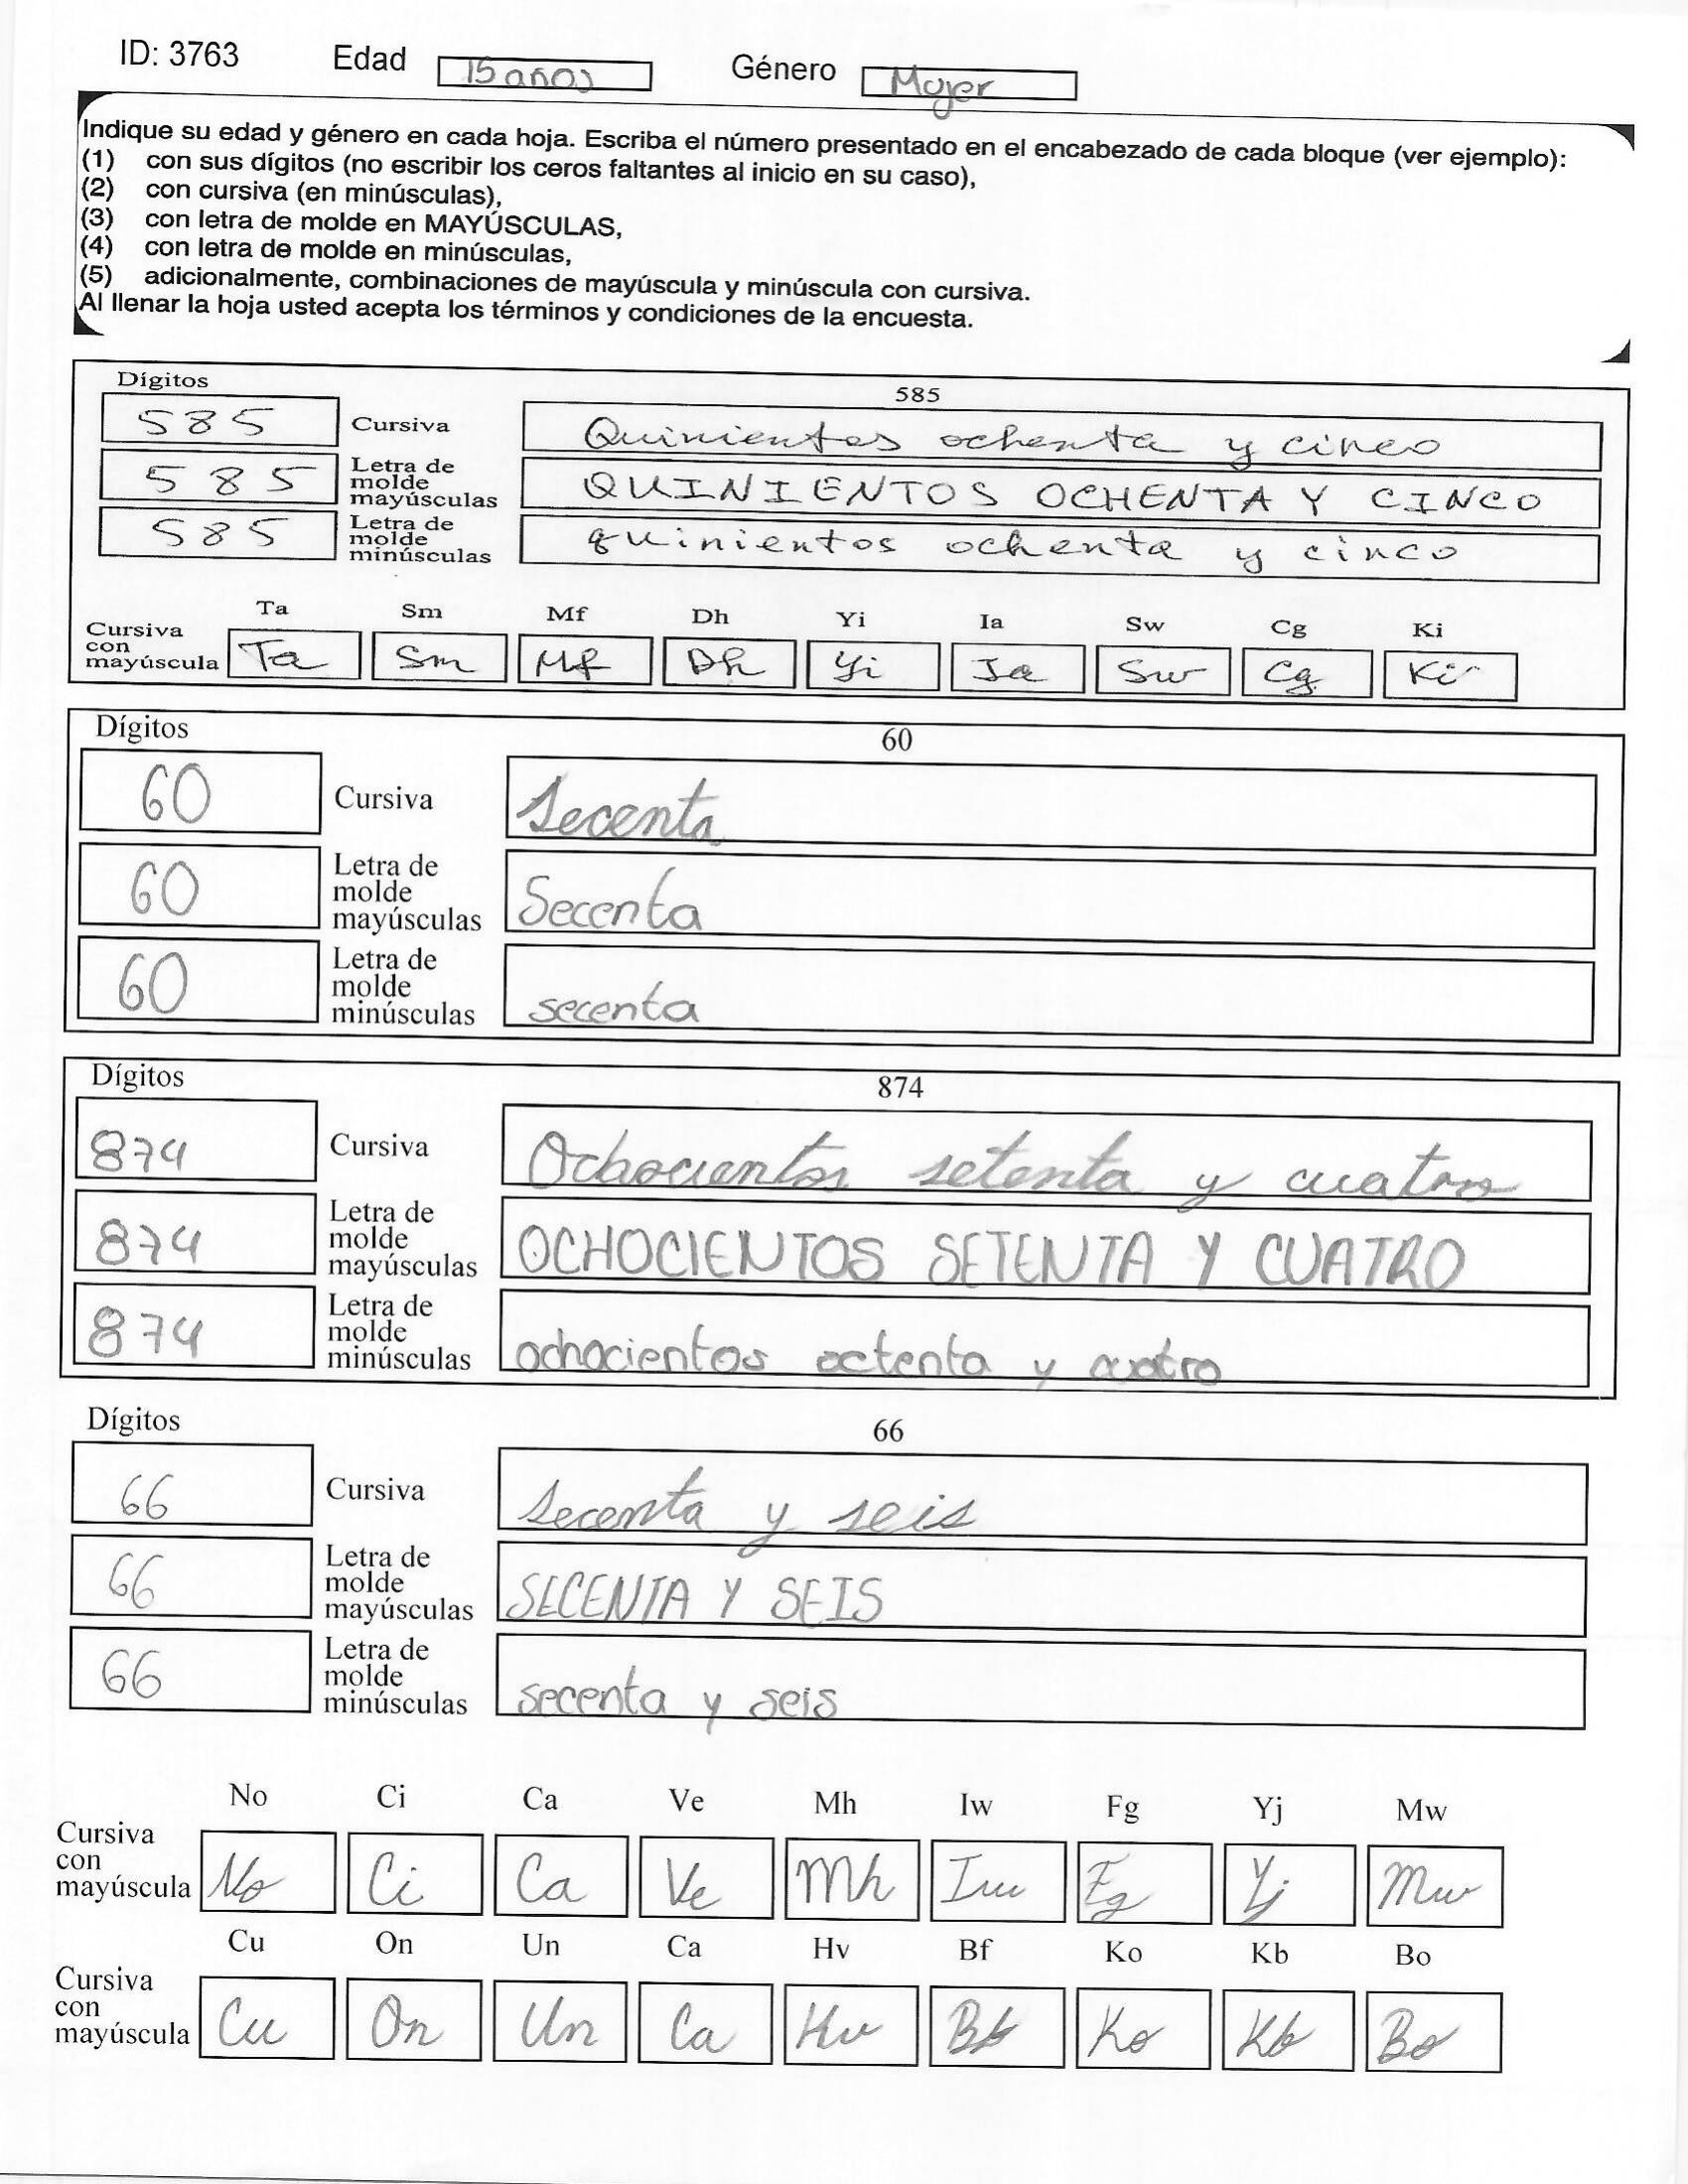 ID: 3763 Edad 15 años Género Mujer
Indique su edad y género en cada hoja. Escriba el número presentado en el encabezado de cada bloque (ver ejemplo):
(1) con sus dígitos (no escribir los ceros faltantes al inicio en su caso),
(2) con cursiva (en minúsculas),
(3) con letra de molde en MAYÚSCULAS,
(4) con letra de molde en minúsculas,
(5) adicionalmente, combinaciones de mayúscula y minúscula con cursiva.
Al llenar la hoja usted acepta los términos y condiciones de la encuesta.
Dígitos 585
585 Cursiva Quinientos ochenta y cinco
585 Letra de molde mayúsculas QUINIENTOS OCHENTA Y CINCO
585 Letra de molde minúsculas quinientos ochenta y cinco
Ta Sm Mf Dh Yi Ia Sw Cg Ki
Cursiva con mayúscula Ta Sm Mf Dh Yi Ia Sw Cg Ki
Dígitos 60
60 Cursiva Secenta
60 Letra de molde mayúsculas Secenta
60 Letra de molde minúsculas secenta
Dígitos 874
874 Cursiva Ochocientos setenta y cuatro
874 Letra de molde mayúsculas OCHOCIENTOS SETENTA Y CUATRO
874 Letra de molde minúsculas ochocientos setenta y cuatro
Dígitos 66
66 Cursiva Secenta y seis
66 Letra de molde mayúsculas SECENTA Y SEIS
66 Letra de molde minúsculas secenta y seis
No Ci Ca Ve Mh Iw Fg Yj Mw
Cursiva con mayúscula No Ci Ca Ve Mh Iw Fg Yj Mw
Cu On Un Ca Hv Bf Ko Kb Bo
Cursiva con mayúscula Cu On Un Ca Hv Bf Ko Kb Bo